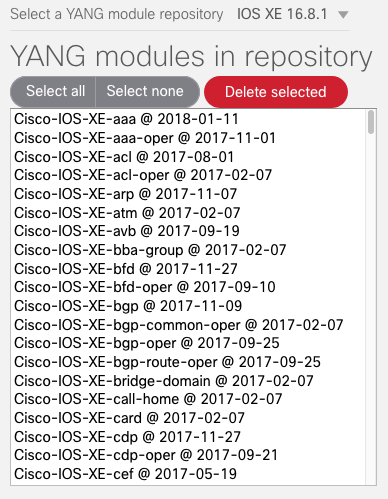 Select a YANG module repository IOS XE 16.8.1
YANG modules in repository
Select all Select none Delete selected
Cisco-IOS-XE-aaa @ 2018-01-11
Cisco-IOS-XE-aaa-oper @ 2017-11-01
Cisco-IOS-XE-acl @ 2017-08-01
Cisco-IOS-XE-acl-oper @ 2017-02-07
Cisco-IOS-XE-arp @ 2017-11-07
Cisco-IOS-XE-atm @ 2017-02-07
Cisco-IOS-XE-avb @ 2017-09-19
Cisco-IOS-XE-bba-group @ 2017-02-07
Cisco-IOS-XE-bfd @ 2017-11-27
Cisco-IOS-XE-bfd-oper @ 2017-09-10
Cisco-IOS-XE-bgp @ 2017-11-09
Cisco-IOS-XE-bgp-common-oper @ 2017-02-07
Cisco-IOS-XE-bgp-oper @ 2017-09-25
Cisco-IOS-XE-bgp-route-oper @ 2017-09-25
Cisco-IOS-XE-bridge-domain @ 2017-02-07
Cisco-IOS-XE-call-home @ 2017-02-07
Cisco-IOS-XE-card @ 2017-02-07
Cisco-IOS-XE-cdp @ 2017-11-27
Cisco-IOS-XE-cdp-oper @ 2017-09-21
Cisco-IOS-XE-cef @ 2017-05-19